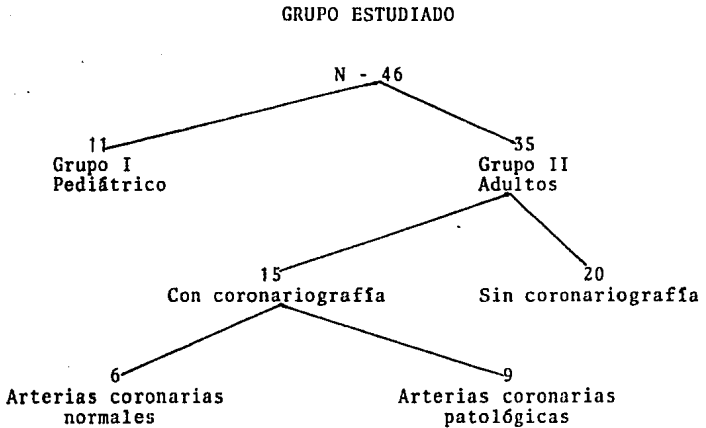 GRUPO ESTUDIADO
N - 46
11
Grupo I
Pediátrico
35
Grupo II
Adultos
15
Con coronariografía
20
Sin coronariografía
6
Arterias coronarias
normales
9
Arterias coronarias
patológicas